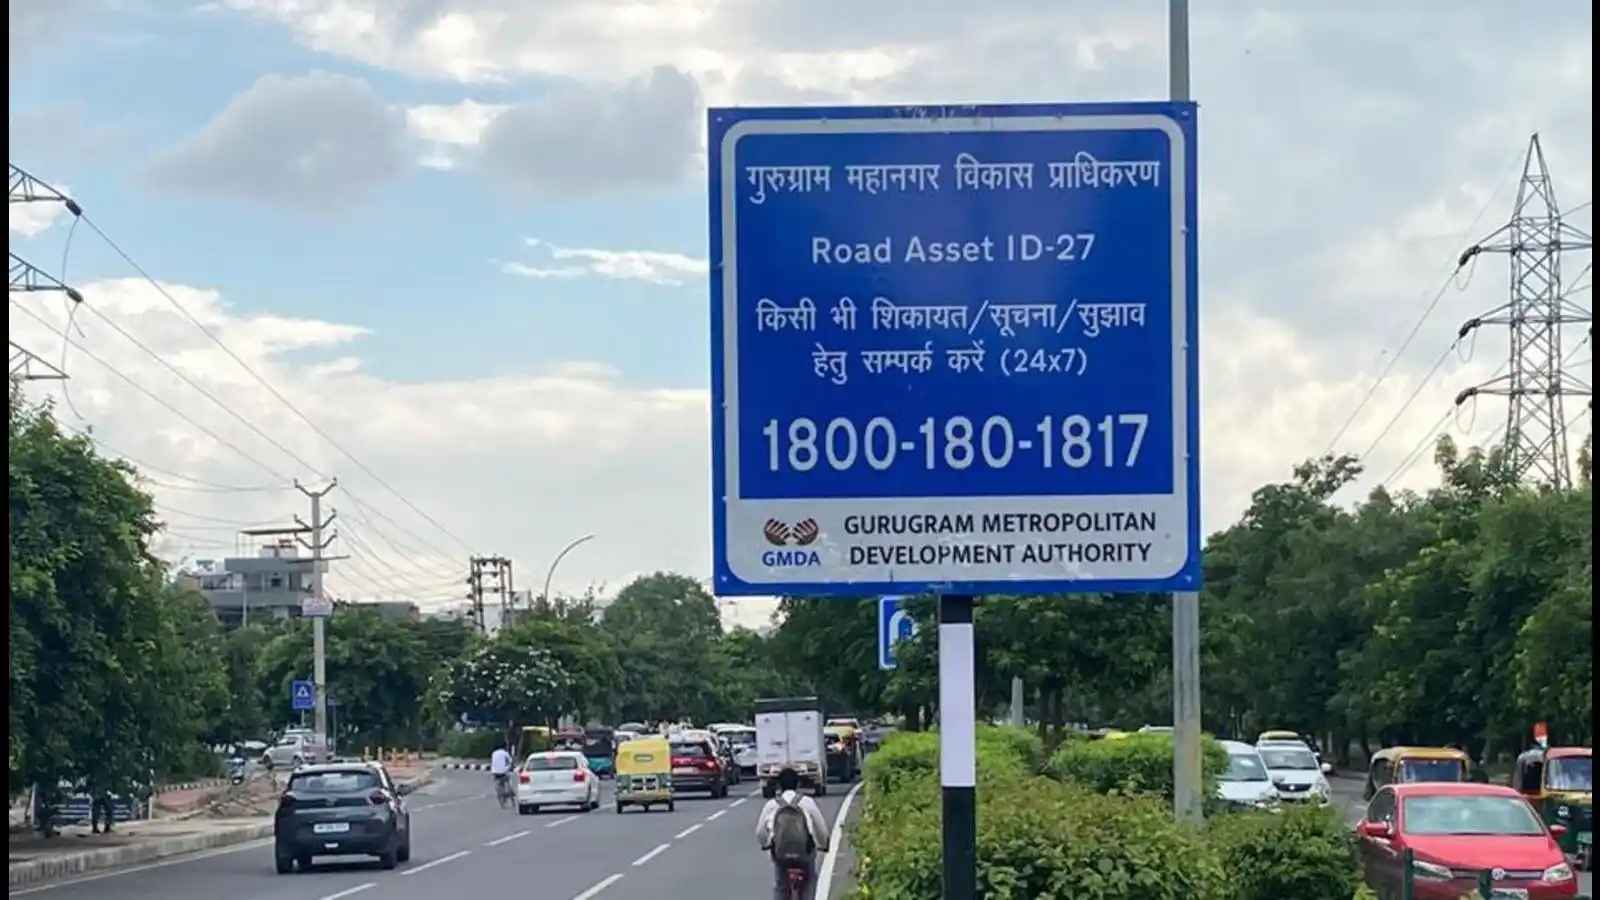 गुरुग्राम महानगर विकास प्राधिकरण
Road Asset ID-27
किसी भी शिकायत/सूचना/सुझाव
हेतु सम्पर्क करें (24x7)
1800-180-1817
GMDA
GURUGRAM METROPOLITAN
DEVELOPMENT AUTHORITY